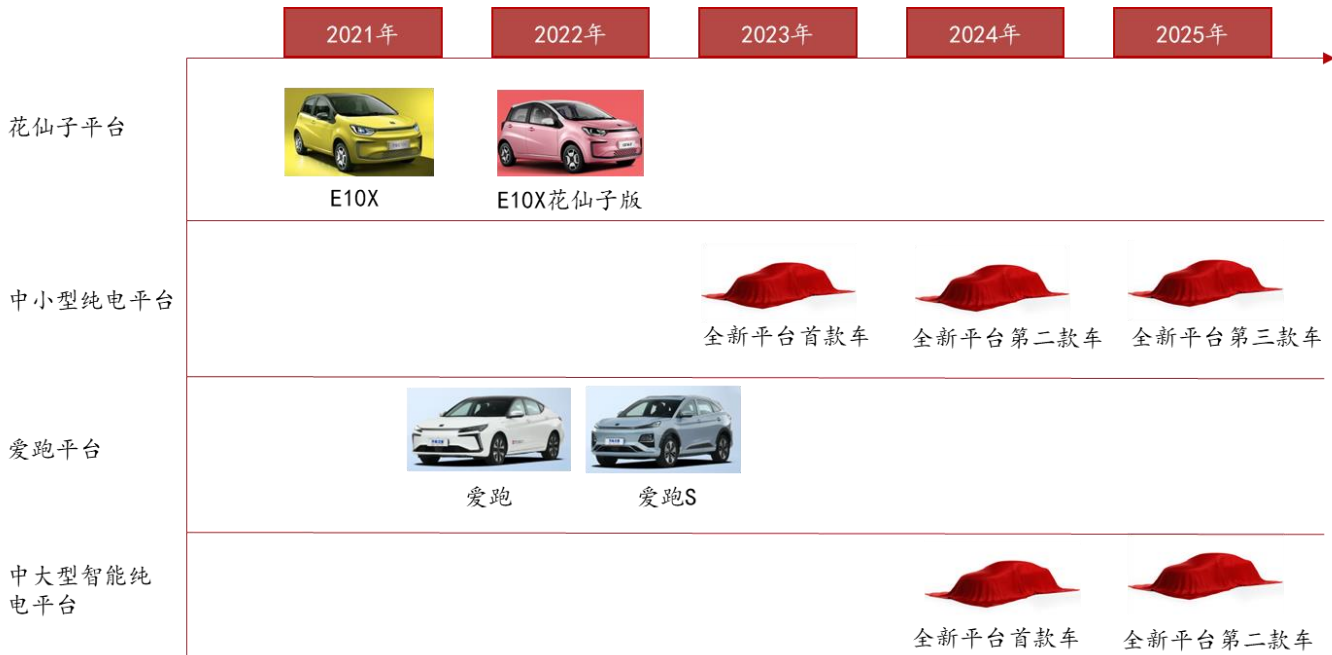 2021年
2022年
2023年
2024年
2025年
花仙子平台
E10X
E10X花仙子版
中小型纯电平台
全新平台首款车
全新平台第二款车
全新平台第三款车
爱跑平台
爱跑
爱跑S
中大型智能纯
电平台
全新平台首款车
全新平台第二款车